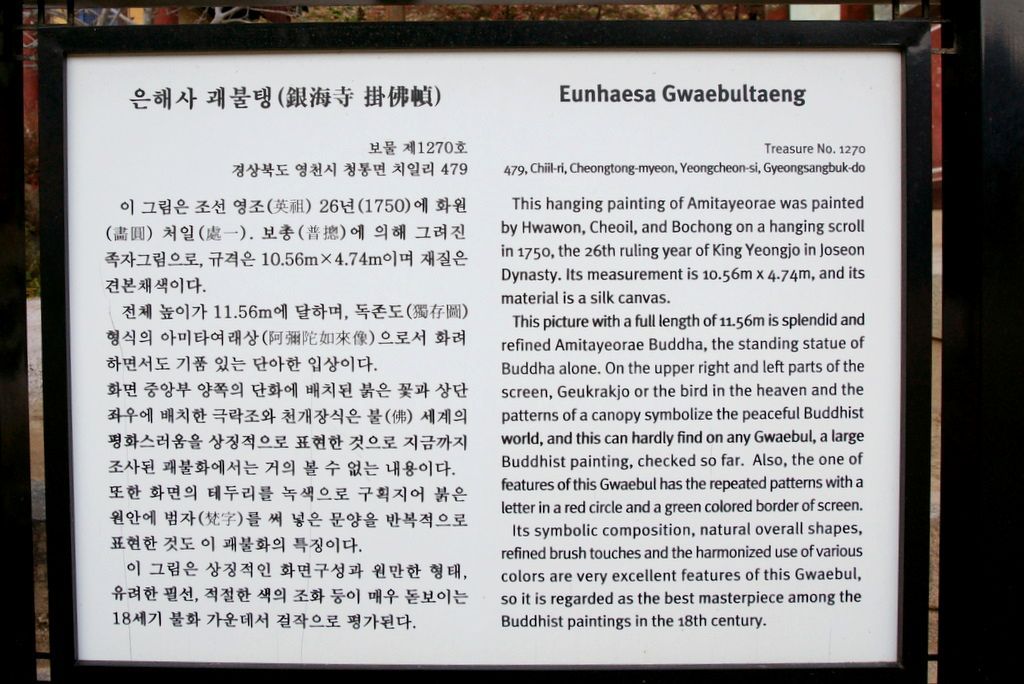 은해사 괘불탱(銀海寺 掛佛幀)
보물 제1270호
경상북도 영천시 청통면 치일리 479
이 그림은 조선 영조(英祖) 26년(1750)에 화원
(畵圓) 처일(處一). 보총(普摠)에 의해 그려진
족자그림으로, 규격은 10.56m×4.74m이며 재질은
견본채색이다.
전체 높이가 11.56m에 달하며, 독존도(獨存圖)
형식의 아미타여래상(阿彌陀如來像)으로서 화려
하면서도 기품 있는 단아한 입상이다.
화면 중앙부 양쪽의 단화에 배치된 붉은 꽃과 상단
좌우에 배치한 극락조와 천개장식은 불(佛) 세계의
평화스러움을 상징적으로 표현한 것으로 지금까지
조사된 괘불화에서는 거의 볼 수 없는 내용이다.
또한 화면의 테두리를 녹색으로 구획지어 붉은
원안에 범자(梵字)를 써 넣은 문양을 반복적으로
표현한 것도 이 괘불화의 특징이다.
이 그림은 상징적인 화면구성과 원만한 형태,
유려한 필선, 적절한 색의 조화 등이 매우 돋보이는
18세기 불화 가운데서 걸작으로 평가된다.
Eunhaesa Gwaebultaeng
Treasure No. 1270
479, Chiil-ri, Cheongtong-myeon, Yeongcheon-si, Gyeongsangbuk-do
This hanging painting of Amitayeorae was painted
by Hwawon, Cheoil, and Bochong on a hanging scroll
in 1750, the 26th ruling year of King Yeongjo in Joseon
Dynasty. Its measurement is 10.56m x 4.74m, and its
material is a silk canvas.
This picture with a full length of 11.56m is splendid and
refined Amitayeorae Buddha, the standing statue of
Buddha alone. On the upper right and left parts of the
screen, Geukrakjo or the bird in the heaven and the
patterns of a canopy symbolize the peaceful Buddhist
world, and this can hardly find on any Gwaebul, a large
Buddhist painting, checked so far. Also, the one of
features of this Gwaebul has the repeated patterns with a
letter in a red circle and a green colored border of screen.
Its symbolic composition, natural overall shapes,
refined brush touches and the harmonized use of various
colors are very excellent features of this Gwaebul,
so it is regarded as the best masterpiece among the
Buddhist paintings in the 18th century.